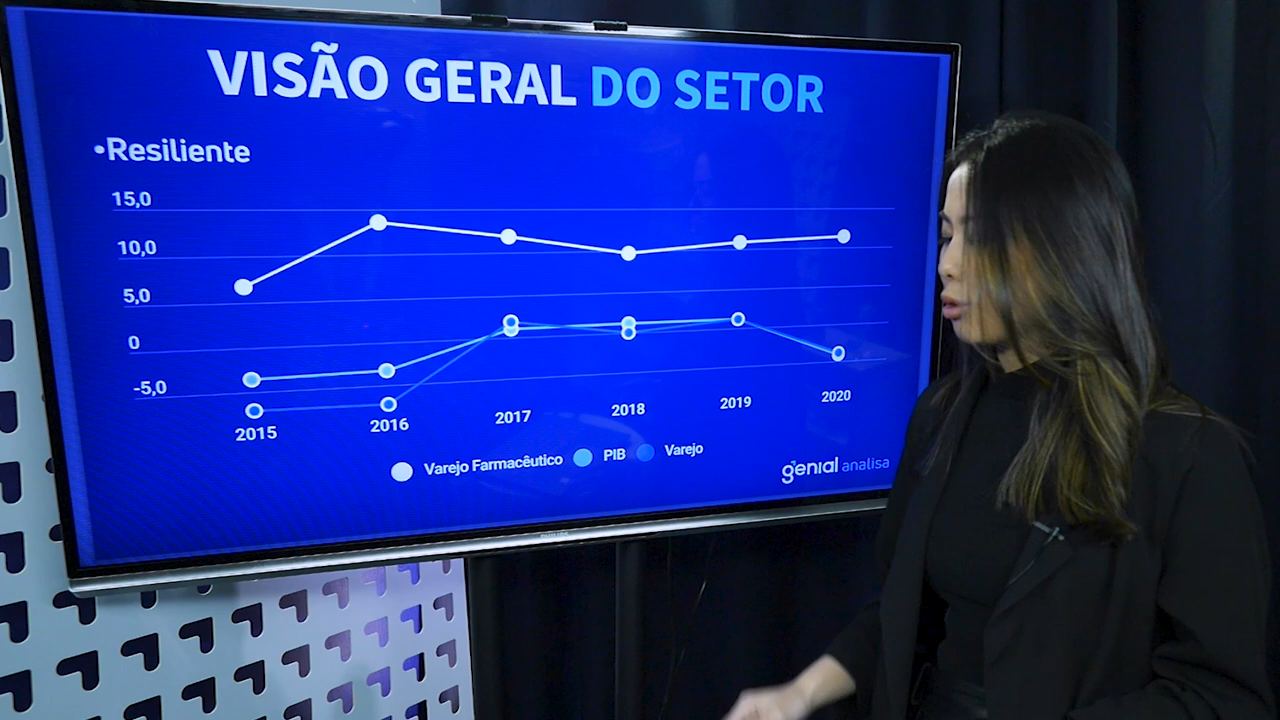 VISÃO GERAL DO SETOR
•Resiliente
15,0
10,0
5,0
0
-5,0
2015 2016 2017 2018 2019 2020
Varejo Farmacêutico PIB Varejo
genial analisa